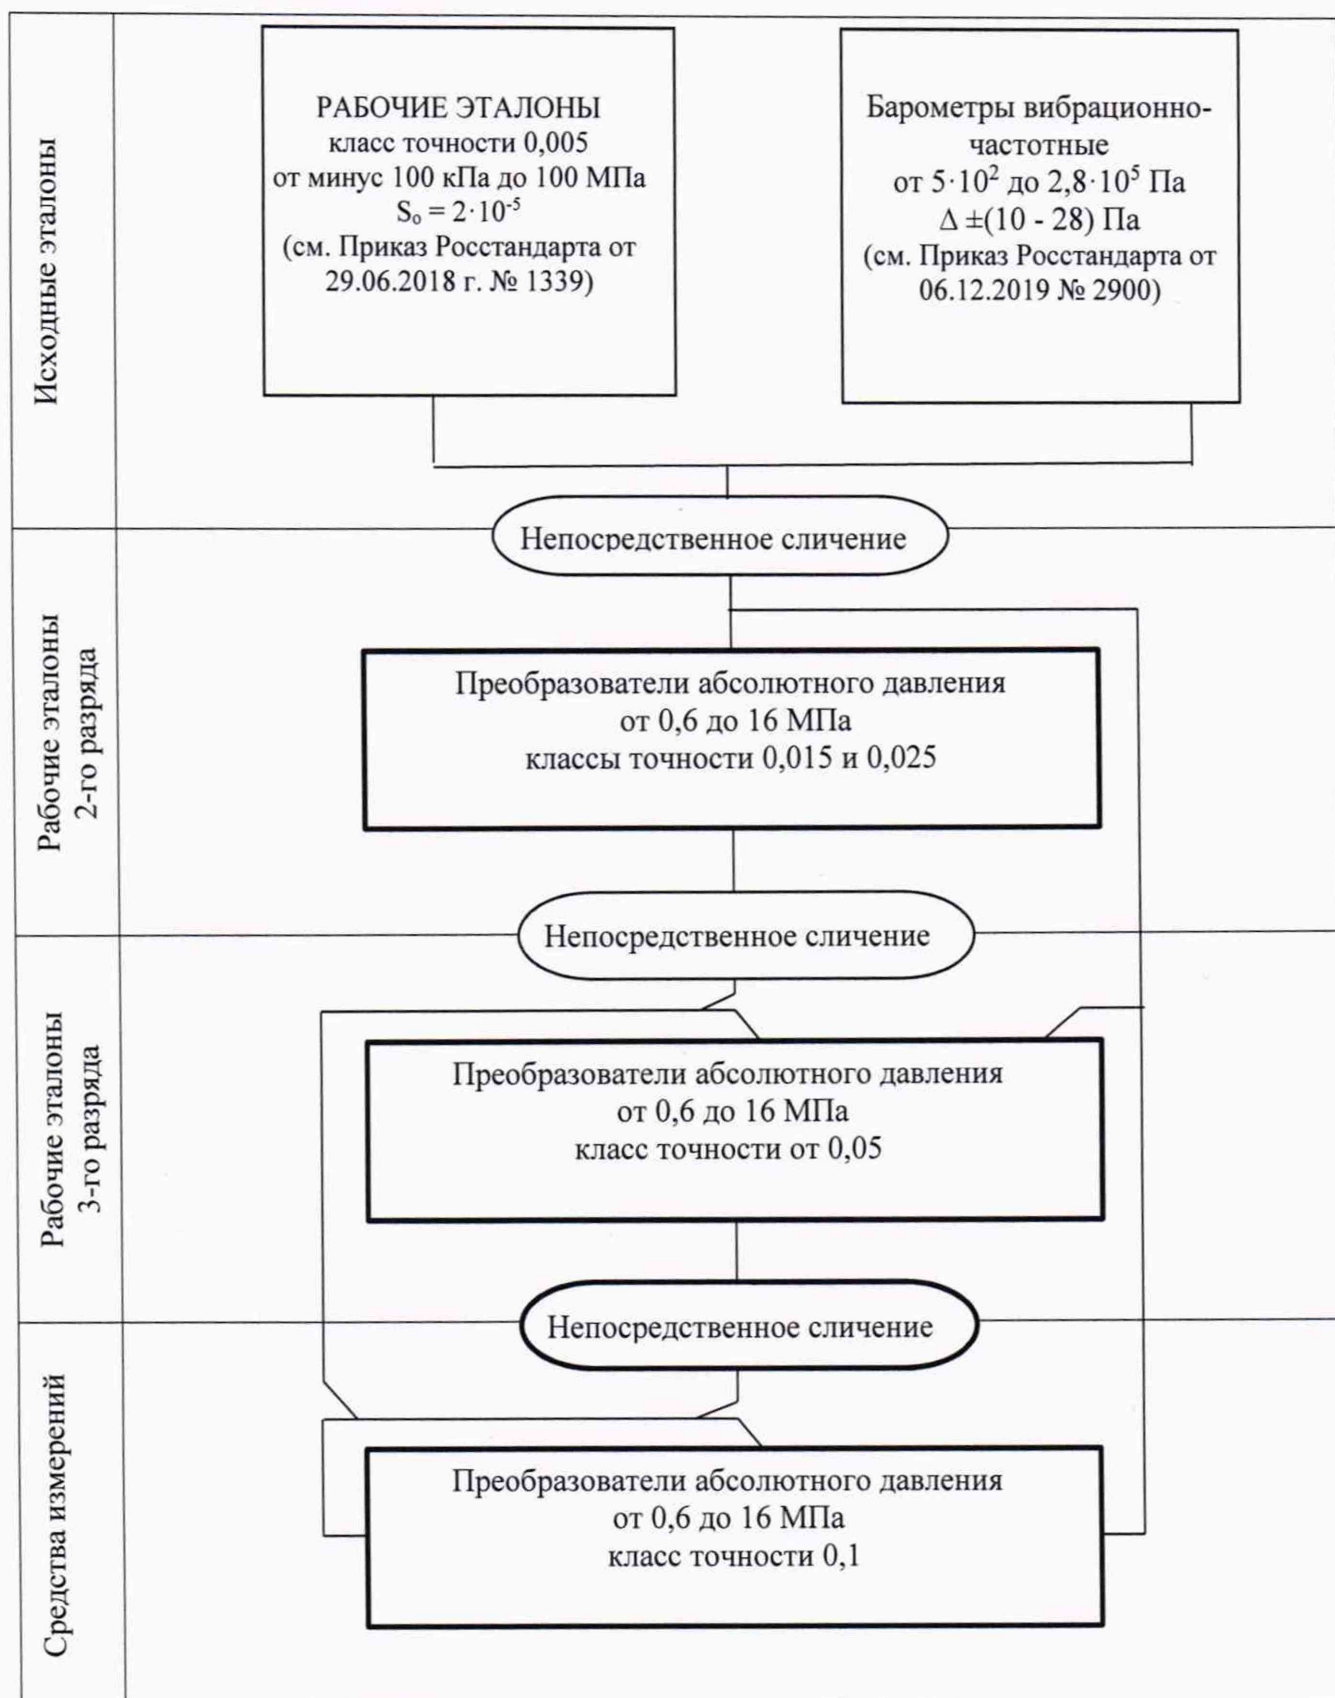 Исходные эталоны
РАБОЧИЕ ЭТАЛОНЫ
класс точности 0,005
от минус 100 кПа до 100 МПа
Sₒ = 2·10⁻⁵
(см. Приказ Росстандарта от
29.06.2018 г. № 1339)
Барометры вибрационно-
частотные
от 5·10² до 2,8·10⁵ Па
Δ ±(10 - 28) Па
(см. Приказ Росстандарта от
06.12.2019 № 2900)
Непосредственное сличение
Рабочие эталоны
2-го разряда
Преобразователи абсолютного давления
от 0,6 до 16 МПа
классы точности 0,015 и 0,025
Непосредственное сличение
Рабочие эталоны
3-го разряда
Преобразователи абсолютного давления
от 0,6 до 16 МПа
класс точности от 0,05
Непосредственное сличение
Средства измерений
Преобразователи абсолютного давления
от 0,6 до 16 МПа
класс точности 0,1